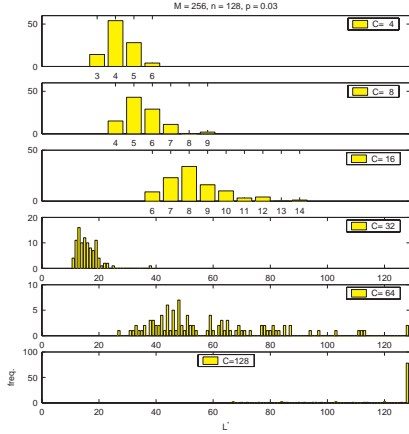 M = 256, n = 128, p = 0.03
50
C= 4
0
3 4 5 6
50
C= 8
0
4 5 6 7 8 9
50
C= 16
0
6 7 8 9 10 11 12 13 14
20
C= 32
10
0
0 20 40 60 80 100 120
10
C= 64
5
0
0 20 40 60 80 100 120
100
C=128
50
freq.
0
0 20 40 60 80 100 120
L*